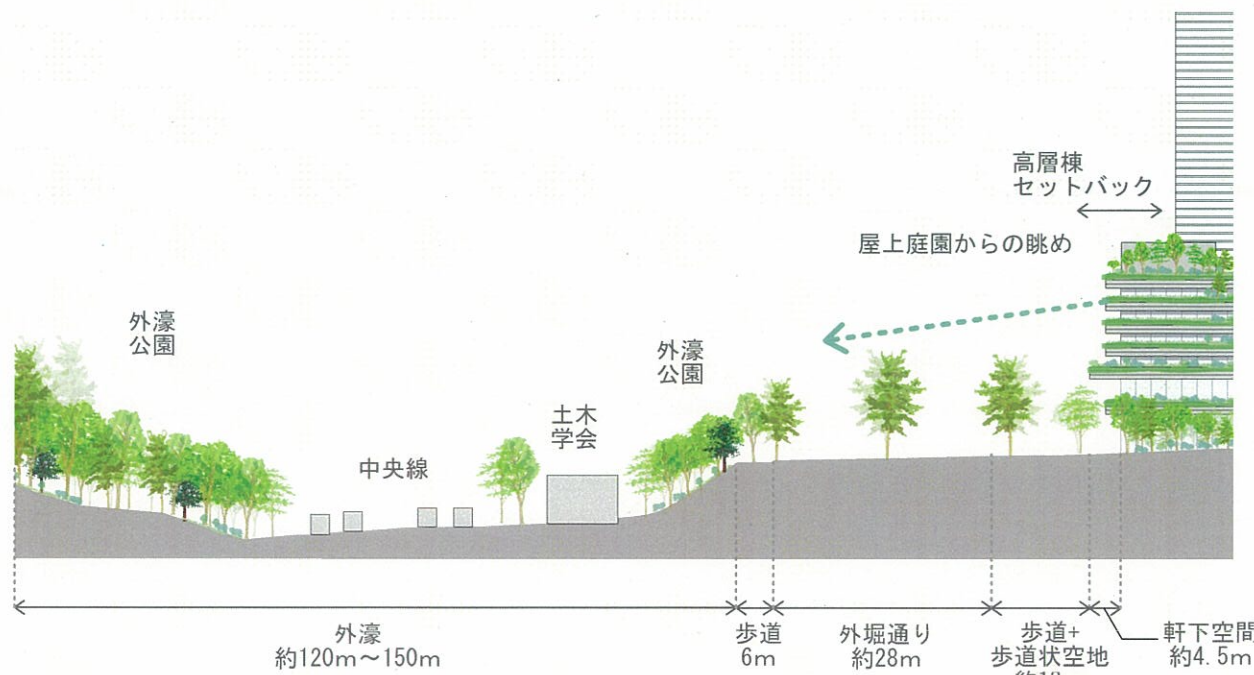 高層棟
セットバック
屋上庭園からの眺め
外濠
公園
外濠
公園
土木
学会
中央線
外濠
約120m～150m
歩道
6m
外堀通り
約28m
歩道+
歩道状空地
軒下空間
約4.5m